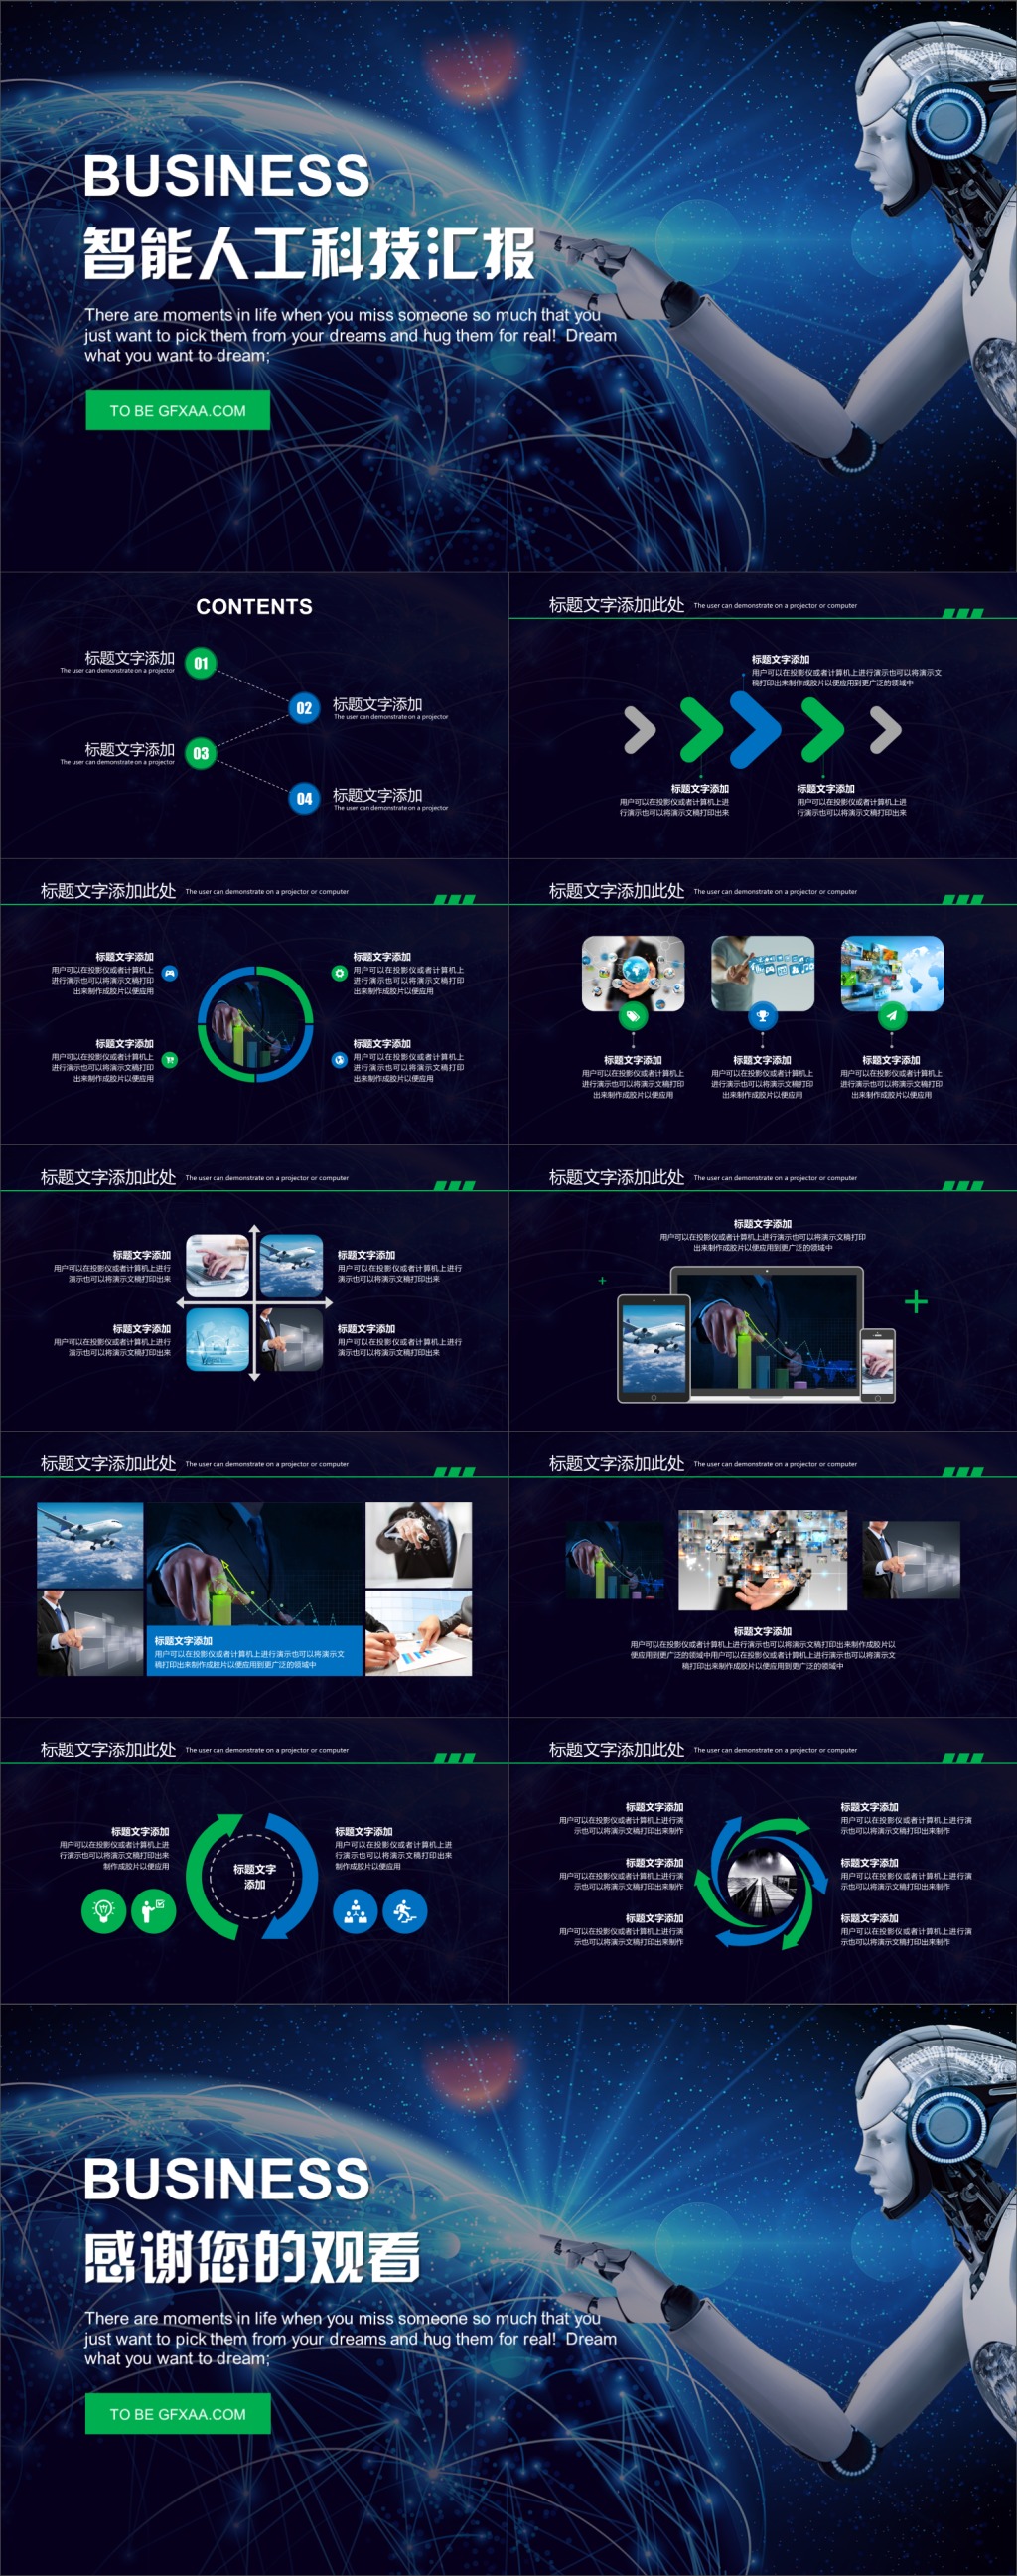 BUSINESS
智能人工科技汇报
There are moments in life when you miss someone so much that you
just want to pick them from your dreams and hug them for real!  Dream
what you want to dream;
TO BE GFXAA.COM
CONTENTS
标题文字添加
The user can demonstrate on a projector
01
02
标题文字添加
The user can demonstrate on a projector
标题文字添加
The user can demonstrate on a projector
03
04
标题文字添加
The user can demonstrate on a projector
标题文字添加此处 The user can demonstrate on a projector or computer
标题文字添加
用户可以在投影仪或者计算机上进行演示也可以将演示文
稿打印出来制作成胶片以便应用到更广泛的领域中
标题文字添加
用户可以在投影仪或者计算机上进
行演示也可以将演示文稿打印出来
标题文字添加
用户可以在投影仪或者计算机上进
行演示也可以将演示文稿打印出来
标题文字添加此处 The user can demonstrate on a projector or computer
标题文字添加
用户可以在投影仪或者计算机上
进行演示也可以将演示文稿打印
出来制作成胶片以便应用
标题文字添加
用户可以在投影仪或者计算机上
进行演示也可以将演示文稿打印
出来制作成胶片以便应用
标题文字添加
用户可以在投影仪或者计算机上
进行演示也可以将演示文稿打印
出来制作成胶片以便应用
标题文字添加
用户可以在投影仪或者计算机上
进行演示也可以将演示文稿打印
出来制作成胶片以便应用
标题文字添加此处 The user can demonstrate on a projector or computer
标题文字添加
用户可以在投影仪或者计算机上
进行演示也可以将演示文稿打印
出来制作成胶片以便应用
标题文字添加
用户可以在投影仪或者计算机上
进行演示也可以将演示文稿打印
出来制作成胶片以便应用
标题文字添加
用户可以在投影仪或者计算机上
进行演示也可以将演示文稿打印
出来制作成胶片以便应用
标题文字添加此处 The user can demonstrate on a projector or computer
标题文字添加
用户可以在投影仪或者计算机上进行
演示也可以将演示文稿打印出来
标题文字添加
用户可以在投影仪或者计算机上进行
演示也可以将演示文稿打印出来
标题文字添加
用户可以在投影仪或者计算机上进行
演示也可以将演示文稿打印出来
标题文字添加
用户可以在投影仪或者计算机上进行
演示也可以将演示文稿打印出来
标题文字添加此处 The user can demonstrate on a projector or computer
标题文字添加
用户可以在投影仪或者计算机上进行演示也可以将演示文稿打印
出来制作成胶片以便应用到更广泛的领域中
标题文字添加此处 The user can demonstrate on a projector or computer
标题文字添加
用户可以在投影仪或者计算机上进行演示也可以将演示文
稿打印出来制作成胶片以便应用到更广泛的领域中
标题文字添加此处 The user can demonstrate on a projector or computer
标题文字添加
用户可以在投影仪或者计算机上进行演示也可以将演示文稿打印出来制作成胶片以
便应用到更广泛的领域中用户可以在投影仪或者计算机上进行演示也可以将演示文
稿打印出来制作成胶片以便应用到更广泛的领域中
标题文字添加此处 The user can demonstrate on a projector or computer
标题文字添加
用户可以在投影仪或者计算机上进
行演示也可以将演示文稿打印出来
制作成胶片以便应用
标题文字
添加
标题文字添加
用户可以在投影仪或者计算机上进
行演示也可以将演示文稿打印出来
制作成胶片以便应用
标题文字添加此处 The user can demonstrate on a projector or computer
标题文字添加
用户可以在投影仪或者计算机上进行演
示也可以将演示文稿打印出来制作
标题文字添加
用户可以在投影仪或者计算机上进行演
示也可以将演示文稿打印出来制作
标题文字添加
用户可以在投影仪或者计算机上进行演
示也可以将演示文稿打印出来制作
标题文字添加
用户可以在投影仪或者计算机上进行演
示也可以将演示文稿打印出来制作
标题文字添加
用户可以在投影仪或者计算机上进行演
示也可以将演示文稿打印出来制作
标题文字添加
用户可以在投影仪或者计算机上进行演
示也可以将演示文稿打印出来制作
BUSINESS
感谢您的观看
There are moments in life when you miss someone so much that you
just want to pick them from your dreams and hug them for real!  Dream
what you want to dream;
TO BE GFXAA.COM